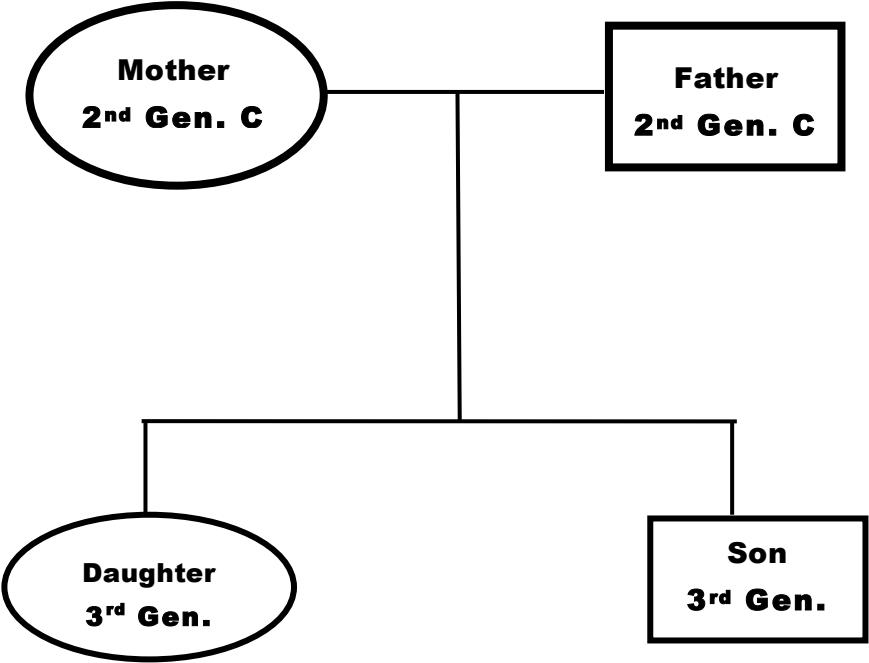 Mother
2nd Gen. C
Father
2nd Gen. C
Daughter
3rd Gen.
Son
3rd Gen.